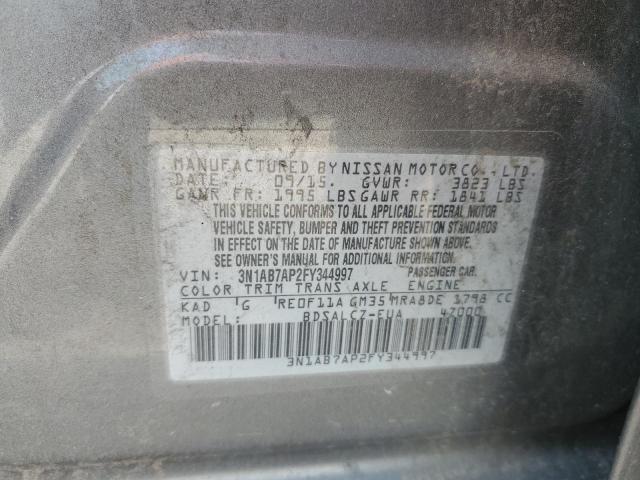 MANUFACTURED BY NISSAN MOTOR CO., LTD.
DATE: 09/15. GVWR: 3823 LBS
GAWR FR: 1995 LBS GAWR RR: 1841 LBS
THIS VEHICLE CONFORMS TO ALL APPLICABLE FEDERAL MOTOR
VEHICLE SAFETY, BUMPER AND THEFT PREVENTION STANDARDS
IN EFFECT ON THE DATE OF MANUFACTURE SHOWN ABOVE.
SEE OWNER'S MANUAL FOR ADDITIONAL INFORMATION.
VIN: 3N1AB7AP2FY344997 PASSENGER CAR.
COLOR TRIM TRANS AXLE ENGINE
KAD G RE0F11A GM35 MRA8DE 1798 CC
MODEL: BDSALCZ-EUA 47000
3N1AB7AP2FY344997